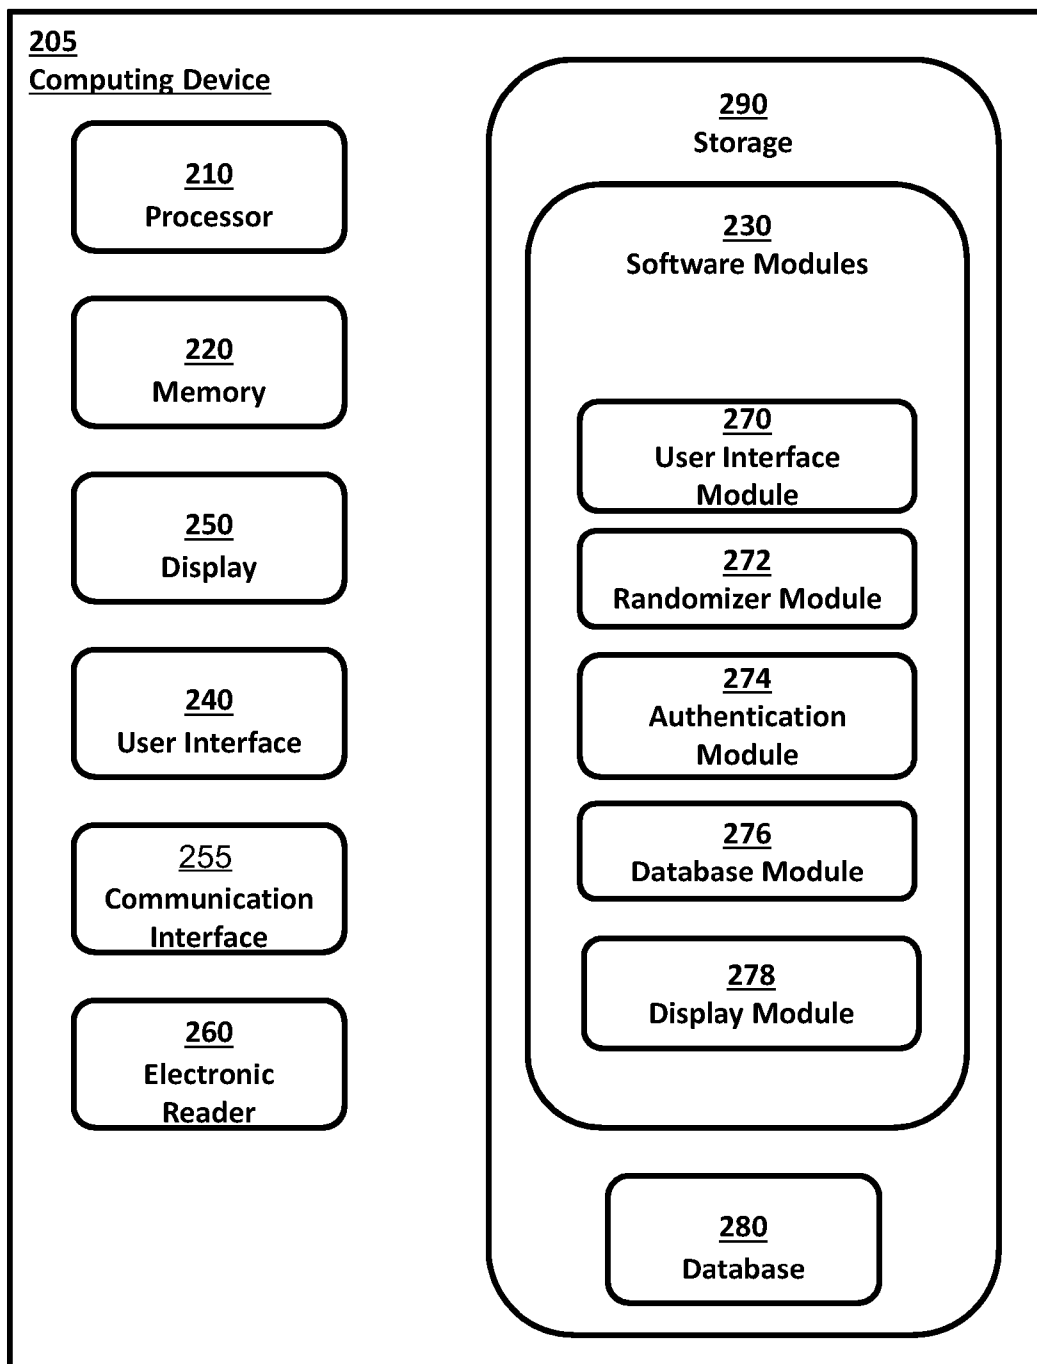 205
Computing Device
210
Processor
220
Memory
250
Display
240
User Interface
255
Communication
Interface
260
Electronic
Reader
290
Storage
230
Software Modules
270
User Interface
Module
272
Randomizer Module
274
Authentication
Module
276
Database Module
278
Display Module
280
Database